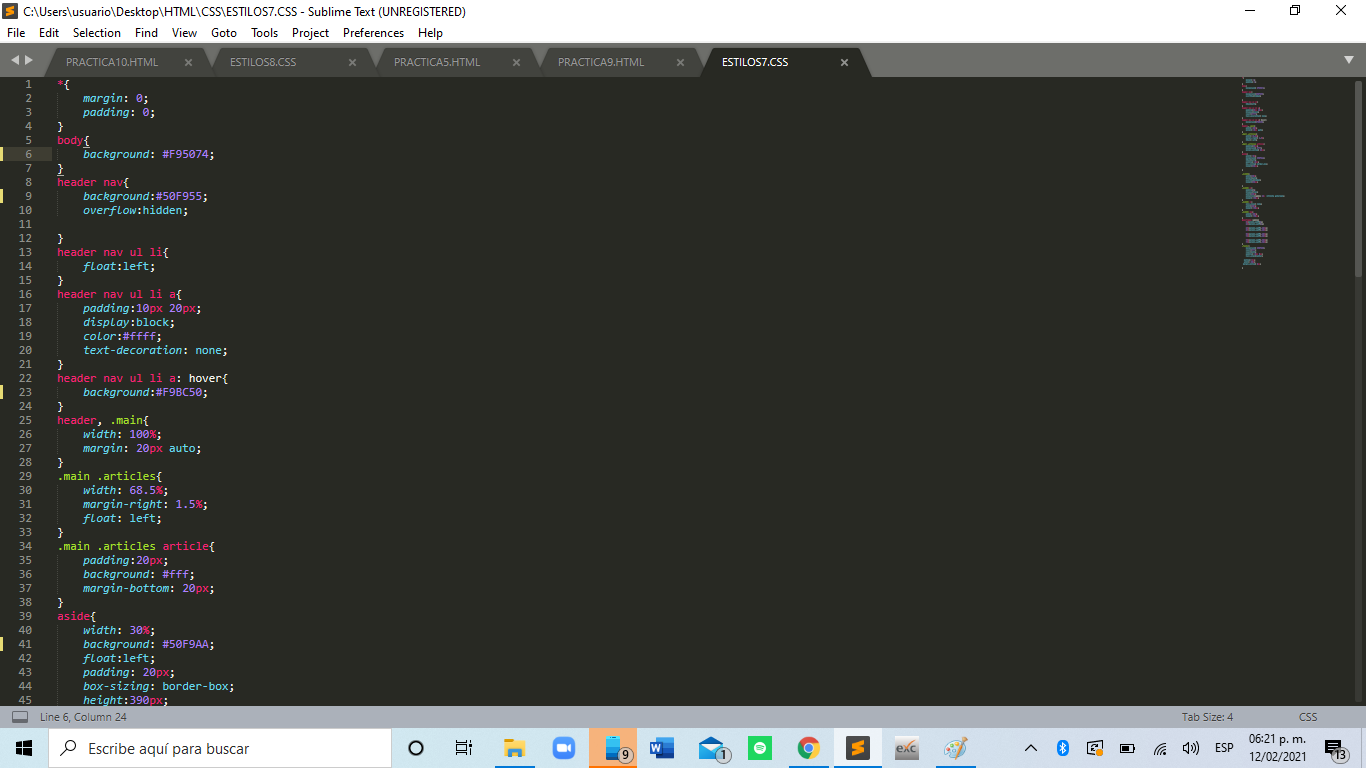 C:\Users\usuario\Desktop\HTML\CSS\ESTILOS7.CSS - Sublime Text (UNREGISTERED)
File Edit Selection Find View Goto Tools Project Preferences Help
PRACTICA10.HTML ESTILOS8.CSS PRACTICA5.HTML PRACTICA9.HTML ESTILOS7.CSS
1 *{
2 margin: 0;
3 padding: 0;
4 }
5 body{
6 background: #F95074;
7 }
8 header nav{
9 background:#50F955;
10 overflow:hidden;
11
12 }
13 header nav ul li{
14 float:left;
15 }
16 header nav ul li a{
17 padding:10px 20px;
18 display:block;
19 color:#ffff;
20 text-decoration: none;
21 }
22 header nav ul li a: hover{
23 background:#F9BC50;
24 }
25 header, .main{
26 width: 100%;
27 margin: 20px auto;
28 }
29 .main .articles{
30 width: 68.5%;
31 margin-right: 1.5%;
32 float: left;
33 }
34 .main .articles article{
35 padding:20px;
36 background: #fff;
37 margin-bottom: 20px;
38 }
39 aside{
40 width: 30%;
41 background: #50F9AA;
42 float:left;
43 padding: 20px;
44 box-sizing: border-box;
45 height:390px;
Line 6, Column 24 Tab Size: 4 CSS
Escribe aquí para buscar 9 W 1 exc ESP 06:21 p. m. 13
12/02/2021